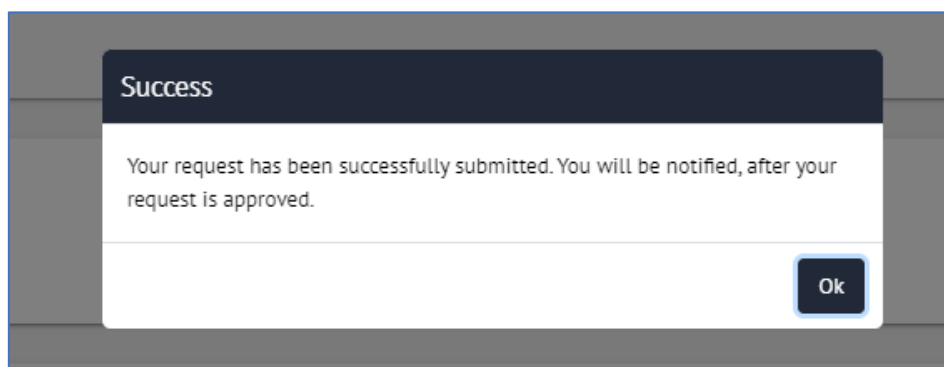 Success
Your request has been successfully submitted. You will be notified, after your
request is approved.
Ok